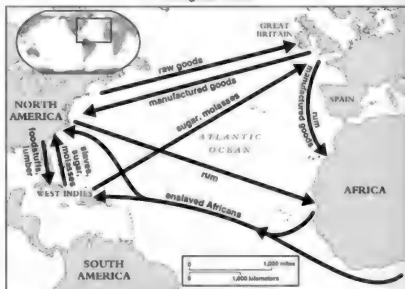 GREAT
BRITAIN
raw goods
manufactured goods
sugar, molasses
manufactured goods
rum
SPAIN
NORTH
AMERICA
ATLANTIC
OCEAN
foodstuffs,
lumber
slaves,
sugar,
molasses
rum
WEST INDIES
enslaved Africans
AFRICA
SOUTH
AMERICA
1,000 miles
1,000 kilometers